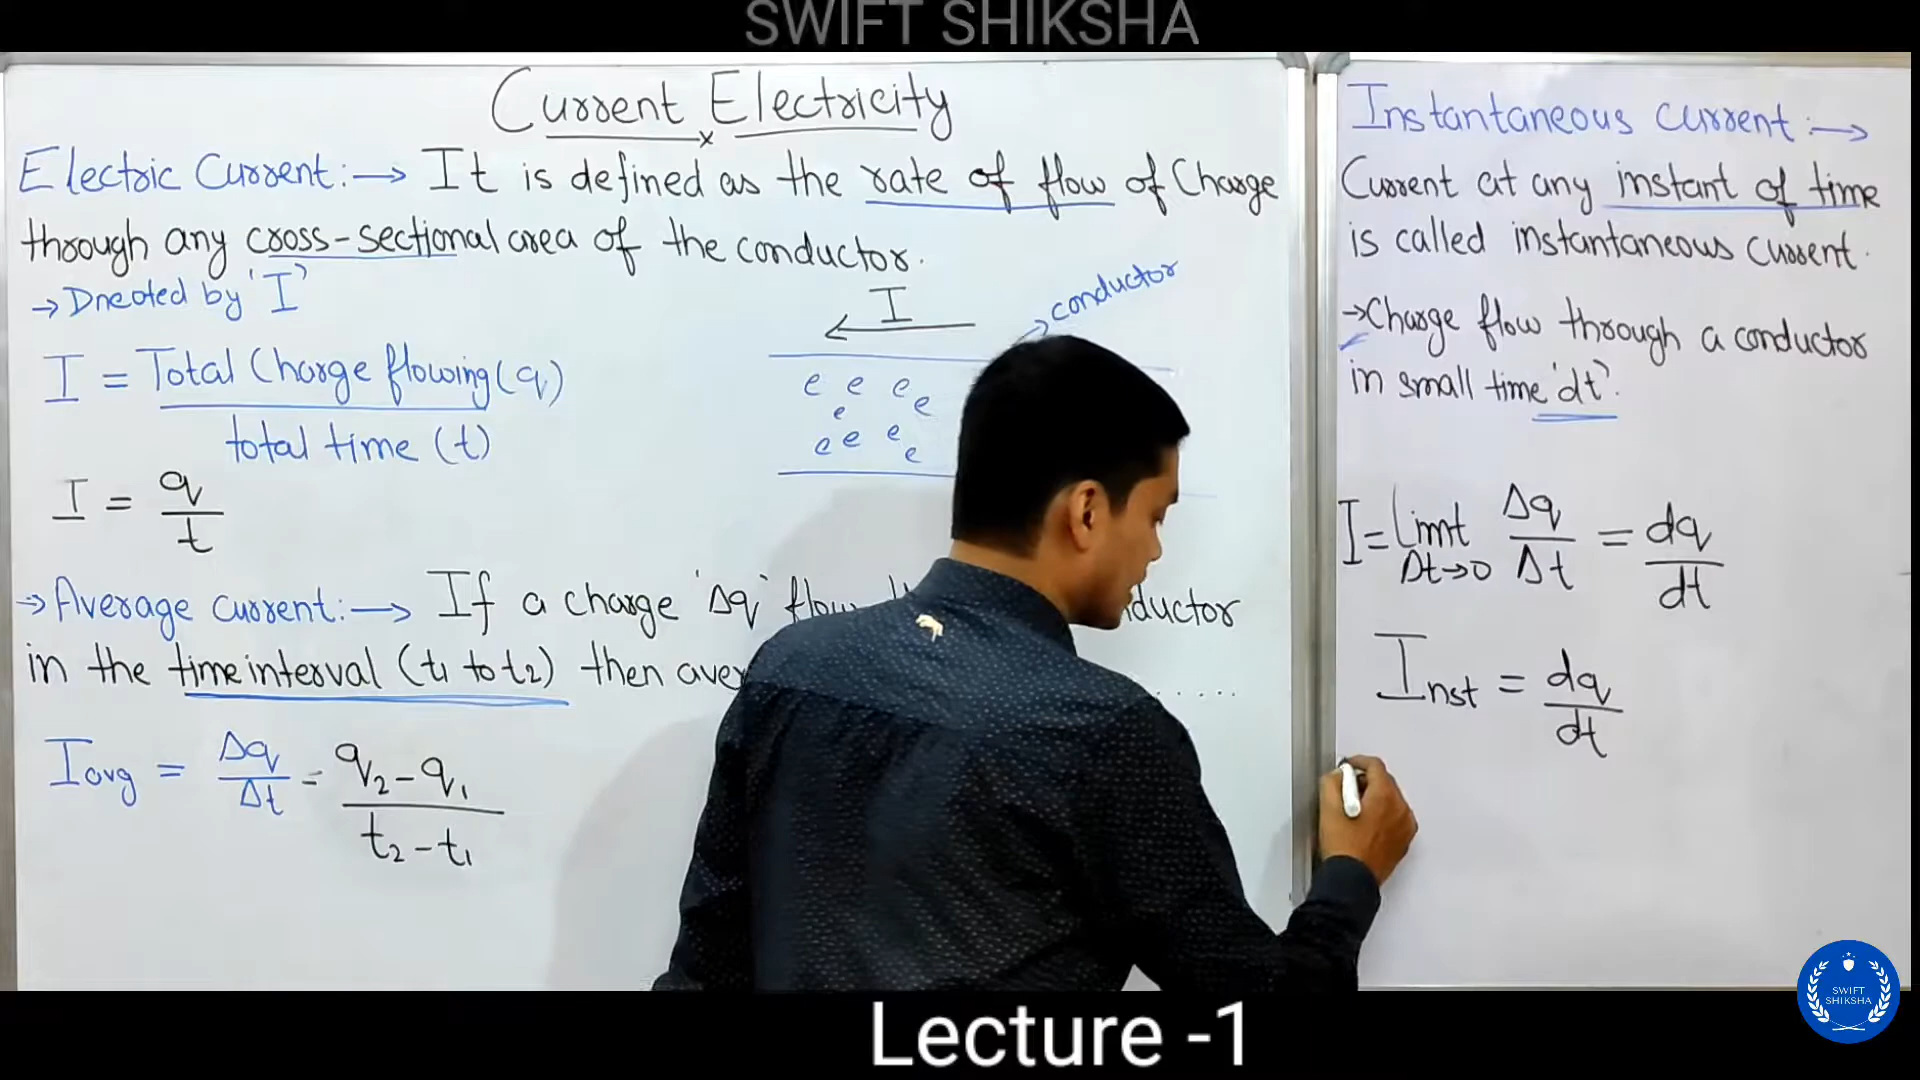 SWIFT SHIKSHA
Current Electricity
Electric Current:→ It is defined as the rate of flow of Charge
through any cross-sectional area of the conductor.
→ Dneoted by 'I'
I
conductor
I = Total Charge flowing (q)
total time (t)
e e e
e e
e e e
e
I = q
t
→ Average current:→ If a charge 'Δq' flow ductor
in the time interval (t1 to t2) then .....
Iavg = Δq = q2 - q1
Δt t2 - t1
Instantaneous current:→
Current at any instant of time
is called instantaneous current.
→ Charge flow through a conductor
in small time 'dt'.
I = Limt Δq = dq
Δt→0 Δt dt
Inst = dq
dt
SWIFT
SHIKSHA
Lecture -1